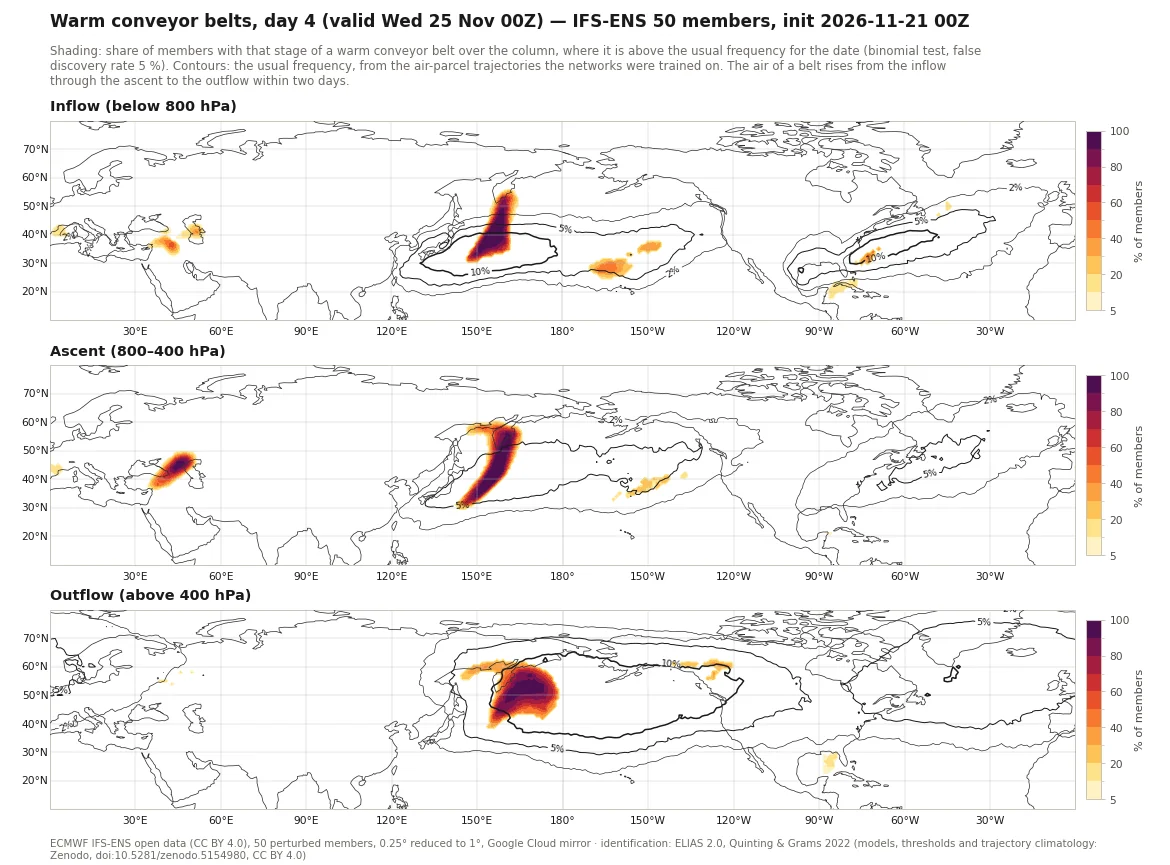 Warm conveyor belts, day 4 (valid Wed 25 Nov 00Z) — IFS-ENS 50 members, init 2026-11-21 00Z
Shading: share of members with that stage of a warm conveyor belt over the column, where it is above the usual frequency for the date (binomial test, false
discovery rate 5 %). Contours: the usual frequency, from the air-parcel trajectories the networks were trained on. The air of a belt rises from the inflow
through the ascent to the outflow within two days.
Inflow (below 800 hPa)
70°N
60°N
50°N
40°N
30°N
20°N
2%
5%
10%
2%
2%
5%
10%
30°E 60°E 90°E 120°E 150°E 180° 150°W 120°W 90°W 60°W 30°W
100
80
60
40
20
5
% of members
Ascent (800–400 hPa)
70°N
60°N
50°N
40°N
30°N
20°N
2%
5%
2%
5%
30°E 60°E 90°E 120°E 150°E 180° 150°W 120°W 90°W 60°W 30°W
100
80
60
40
20
5
% of members
Outflow (above 400 hPa)
70°N
60°N
50°N
40°N
30°N
20°N
5%
10%
5%
5%
30°E 60°E 90°E 120°E 150°E 180° 150°W 120°W 90°W 60°W 30°W
100
80
60
40
20
5
% of members
ECMWF IFS-ENS open data (CC BY 4.0), 50 perturbed members, 0.25° reduced to 1°, Google Cloud mirror · identification: ELIAS 2.0, Quinting & Grams 2022 (models, thresholds and trajectory climatology:
Zenodo, doi:10.5281/zenodo.5154980, CC BY 4.0)